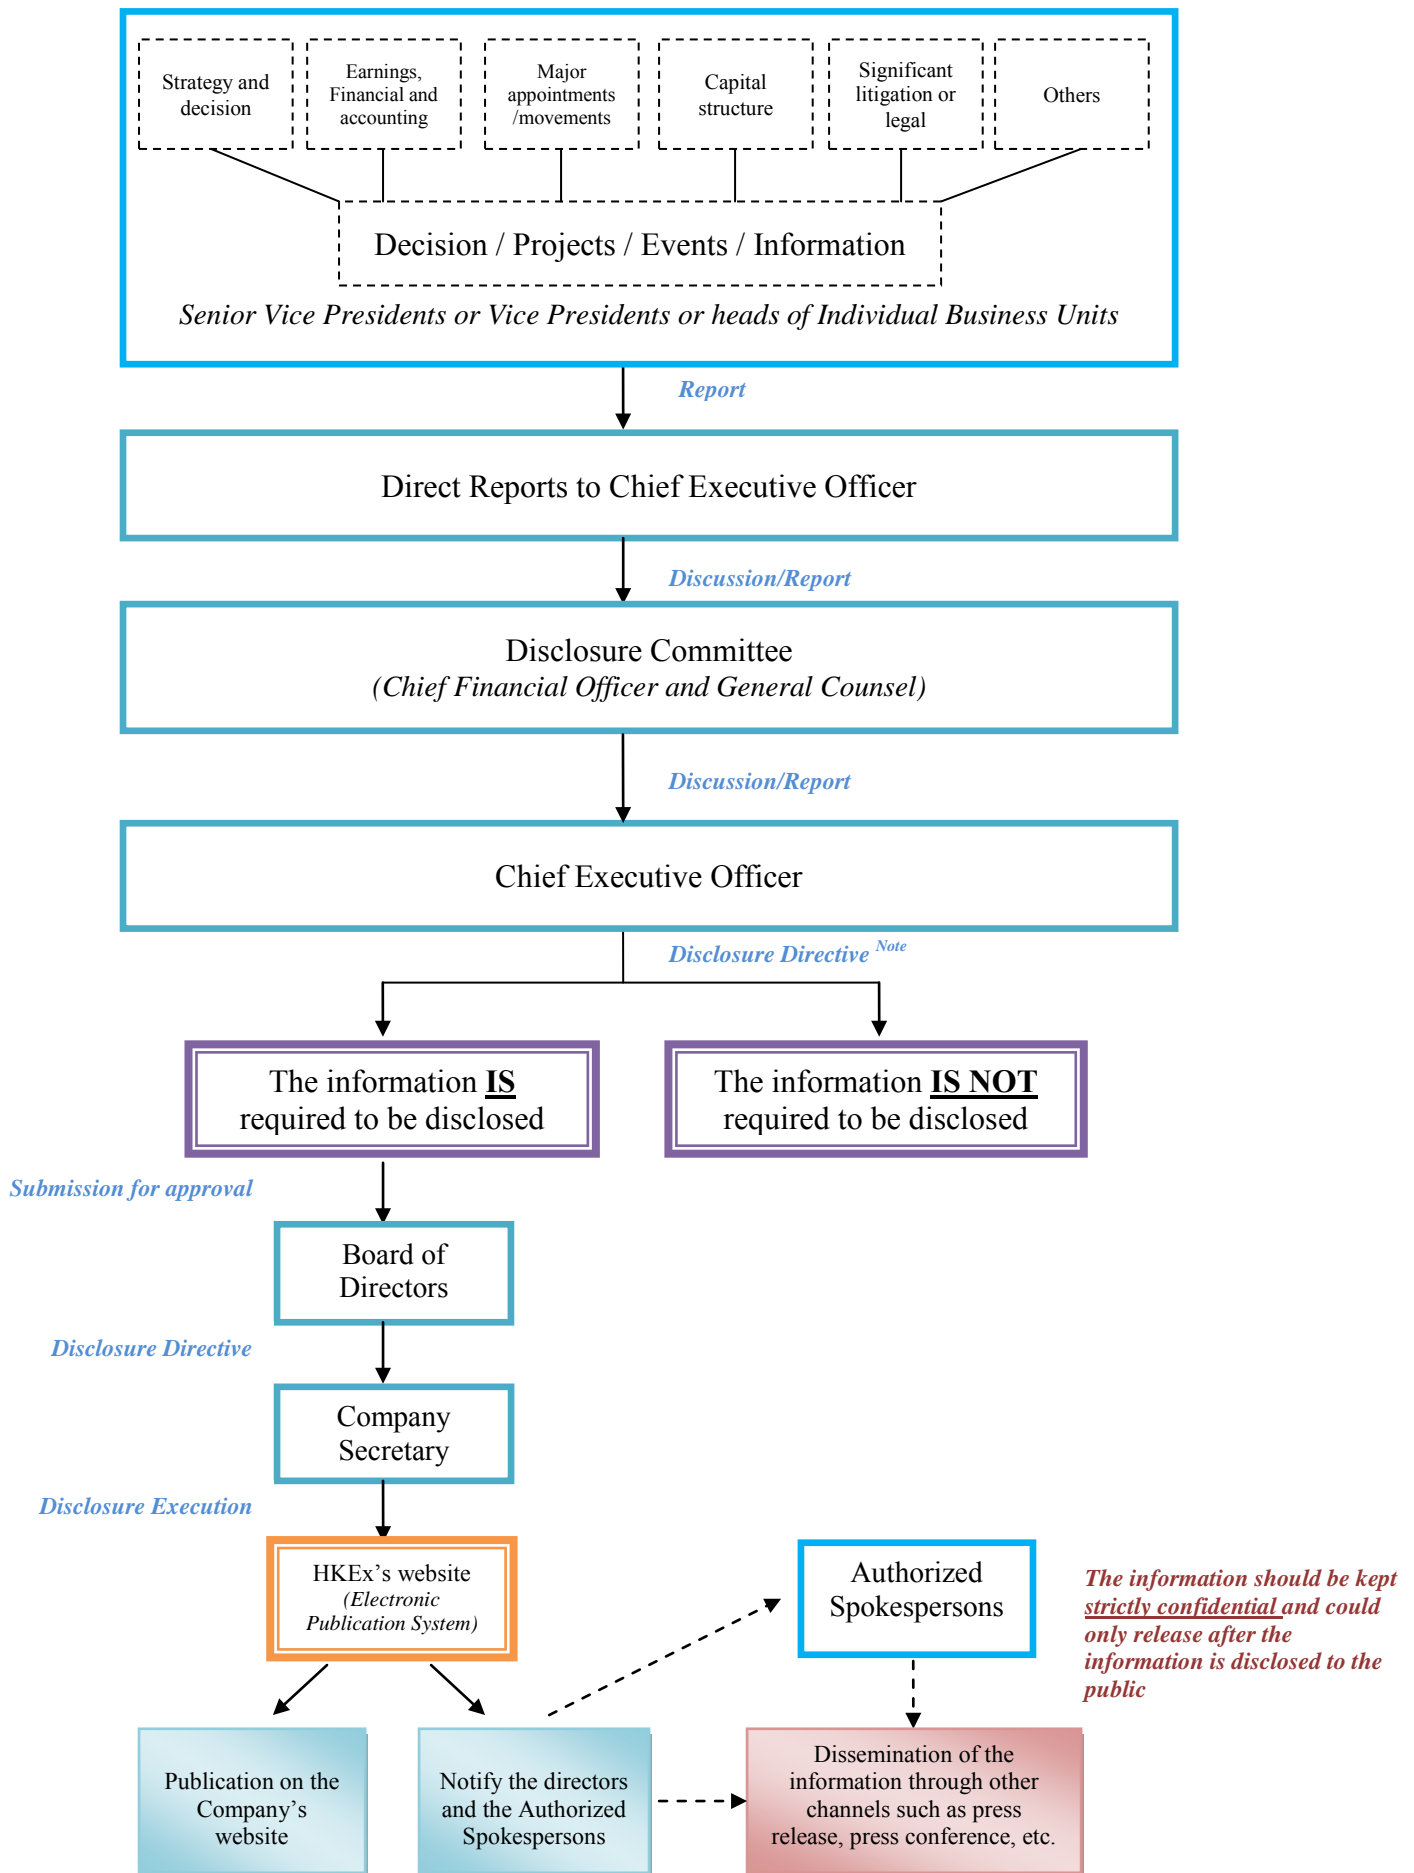 Strategy and
decision
Earnings,
Financial and
accounting
Major
appointments
/movements
Capital
structure
Significant
litigation or
legal
Others
Decision / Projects / Events / Information
Senior Vice Presidents or Vice Presidents or heads of Individual Business Units
Report
Direct Reports to Chief Executive Officer
Discussion/Report
Disclosure Committee
(Chief Financial Officer and General Counsel)
Discussion/Report
Chief Executive Officer
Disclosure Directive Note
The information IS
required to be disclosed
The information IS NOT
required to be disclosed
Submission for approval
Board of
Directors
Disclosure Directive
Company
Secretary
Disclosure Execution
HKEx’s website
(Electronic
Publication System)
Authorized
Spokespersons
The information should be kept
strictly confidential and could
only release after the
information is disclosed to the
public
Publication on the
Company’s
website
Notify the directors
and the Authorized
Spokespersons
Dissemination of the
information through other
channels such as press
release, press conference, etc.